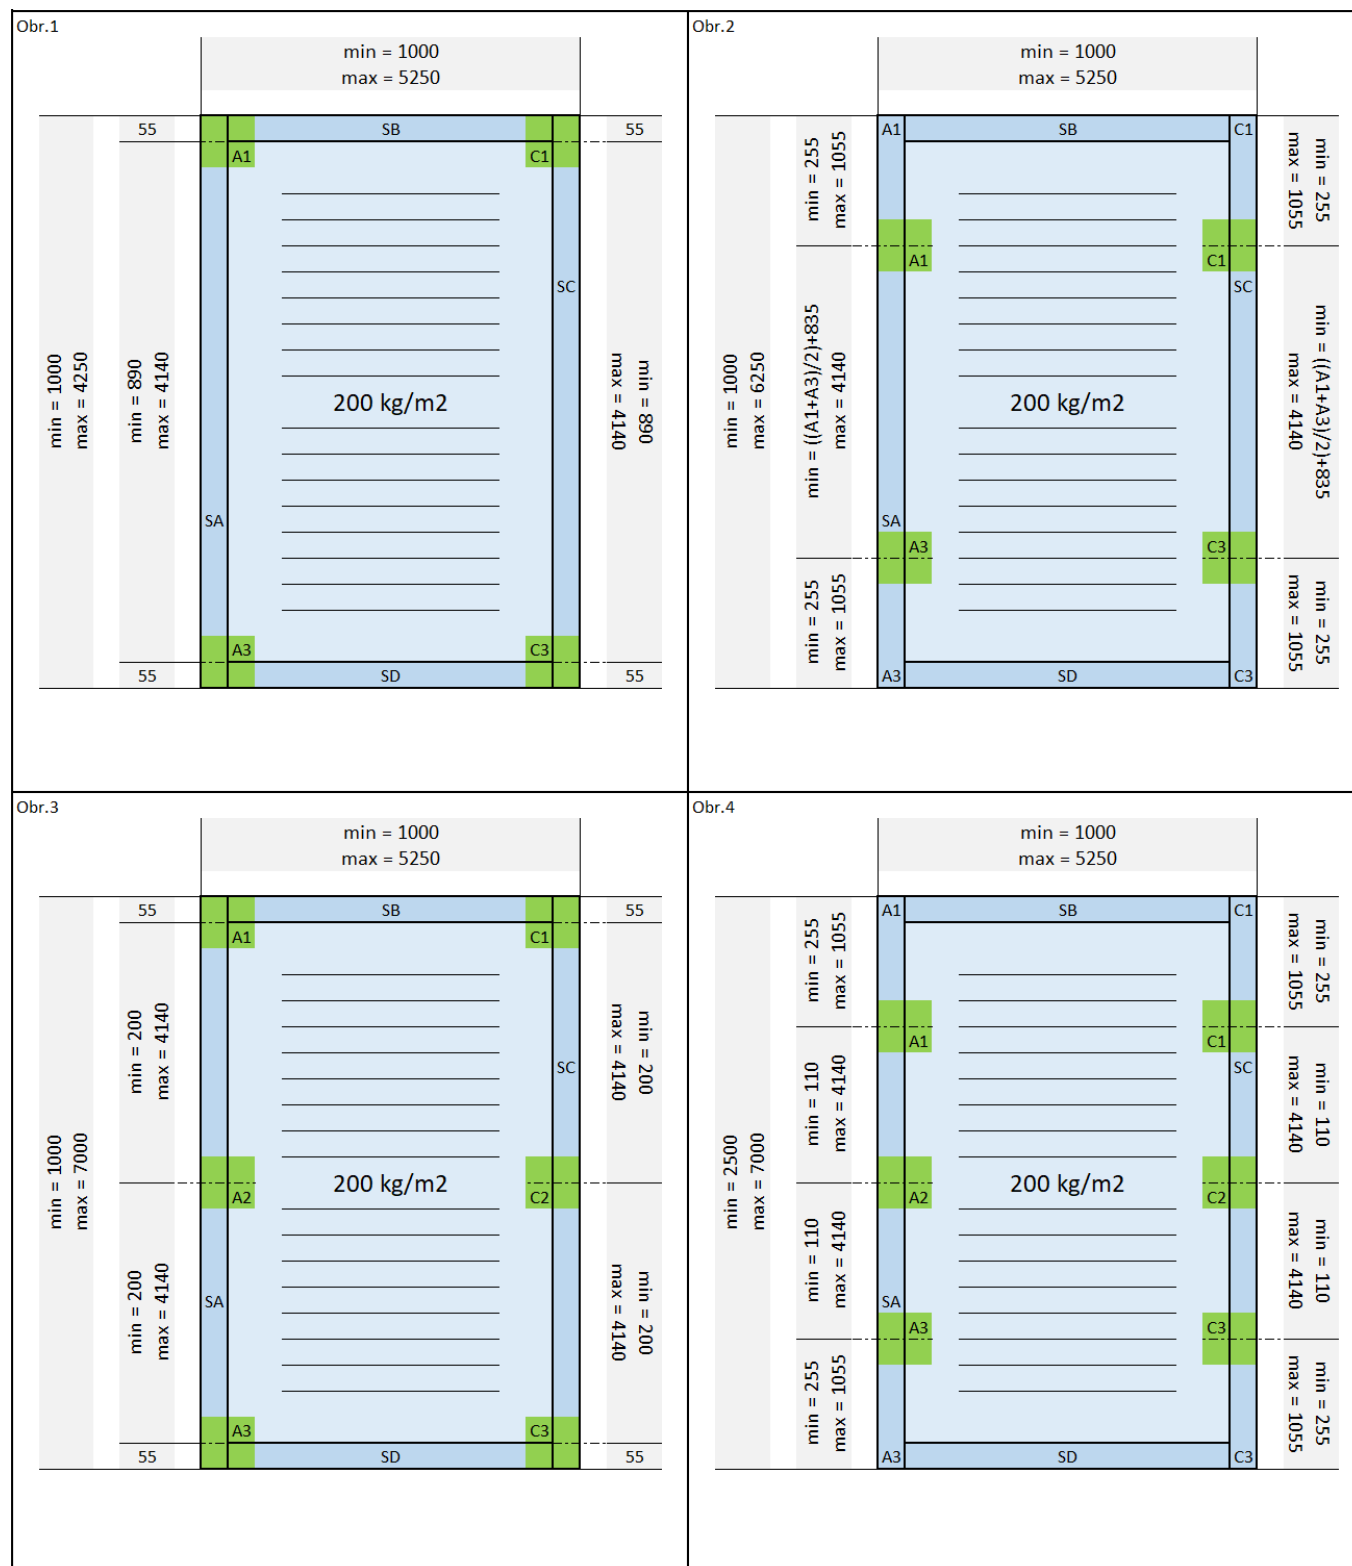 Obr.1
min = 1000
max = 5250
55
SB
55
A1
C1
SC
min = 1000
max = 4250
min = 890
max = 4140
200 kg/m2
min = 890
max = 4140
SA
A3
C3
55
SD
55
Obr.2
min = 1000
max = 5250
A1
SB
C1
min = 255
max = 1055
min = 255
max = 1055
A1
C1
SC
min = 1000
max = 6250
min = ((A1+A3)/2)+835
max = 4140
200 kg/m2
min = ((A1+A3)/2)+835
max = 4140
SA
A3
C3
min = 255
max = 1055
min = 255
max = 1055
A3
SD
C3
Obr.3
min = 1000
max = 5250
55
SB
55
A1
C1
min = 200
max = 4140
min = 200
max = 4140
SC
min = 1000
max = 7000
A2
200 kg/m2
C2
SA
min = 200
max = 4140
min = 200
max = 4140
A3
C3
55
SD
55
Obr.4
min = 1000
max = 5250
A1
SB
C1
min = 255
max = 1055
min = 255
max = 1055
A1
C1
SC
min = 110
max = 4140
min = 110
max = 4140
min = 2500
max = 7000
A2
200 kg/m2
C2
min = 110
max = 4140
min = 110
max = 4140
SA
A3
C3
min = 255
max = 1055
min = 255
max = 1055
A3
SD
C3